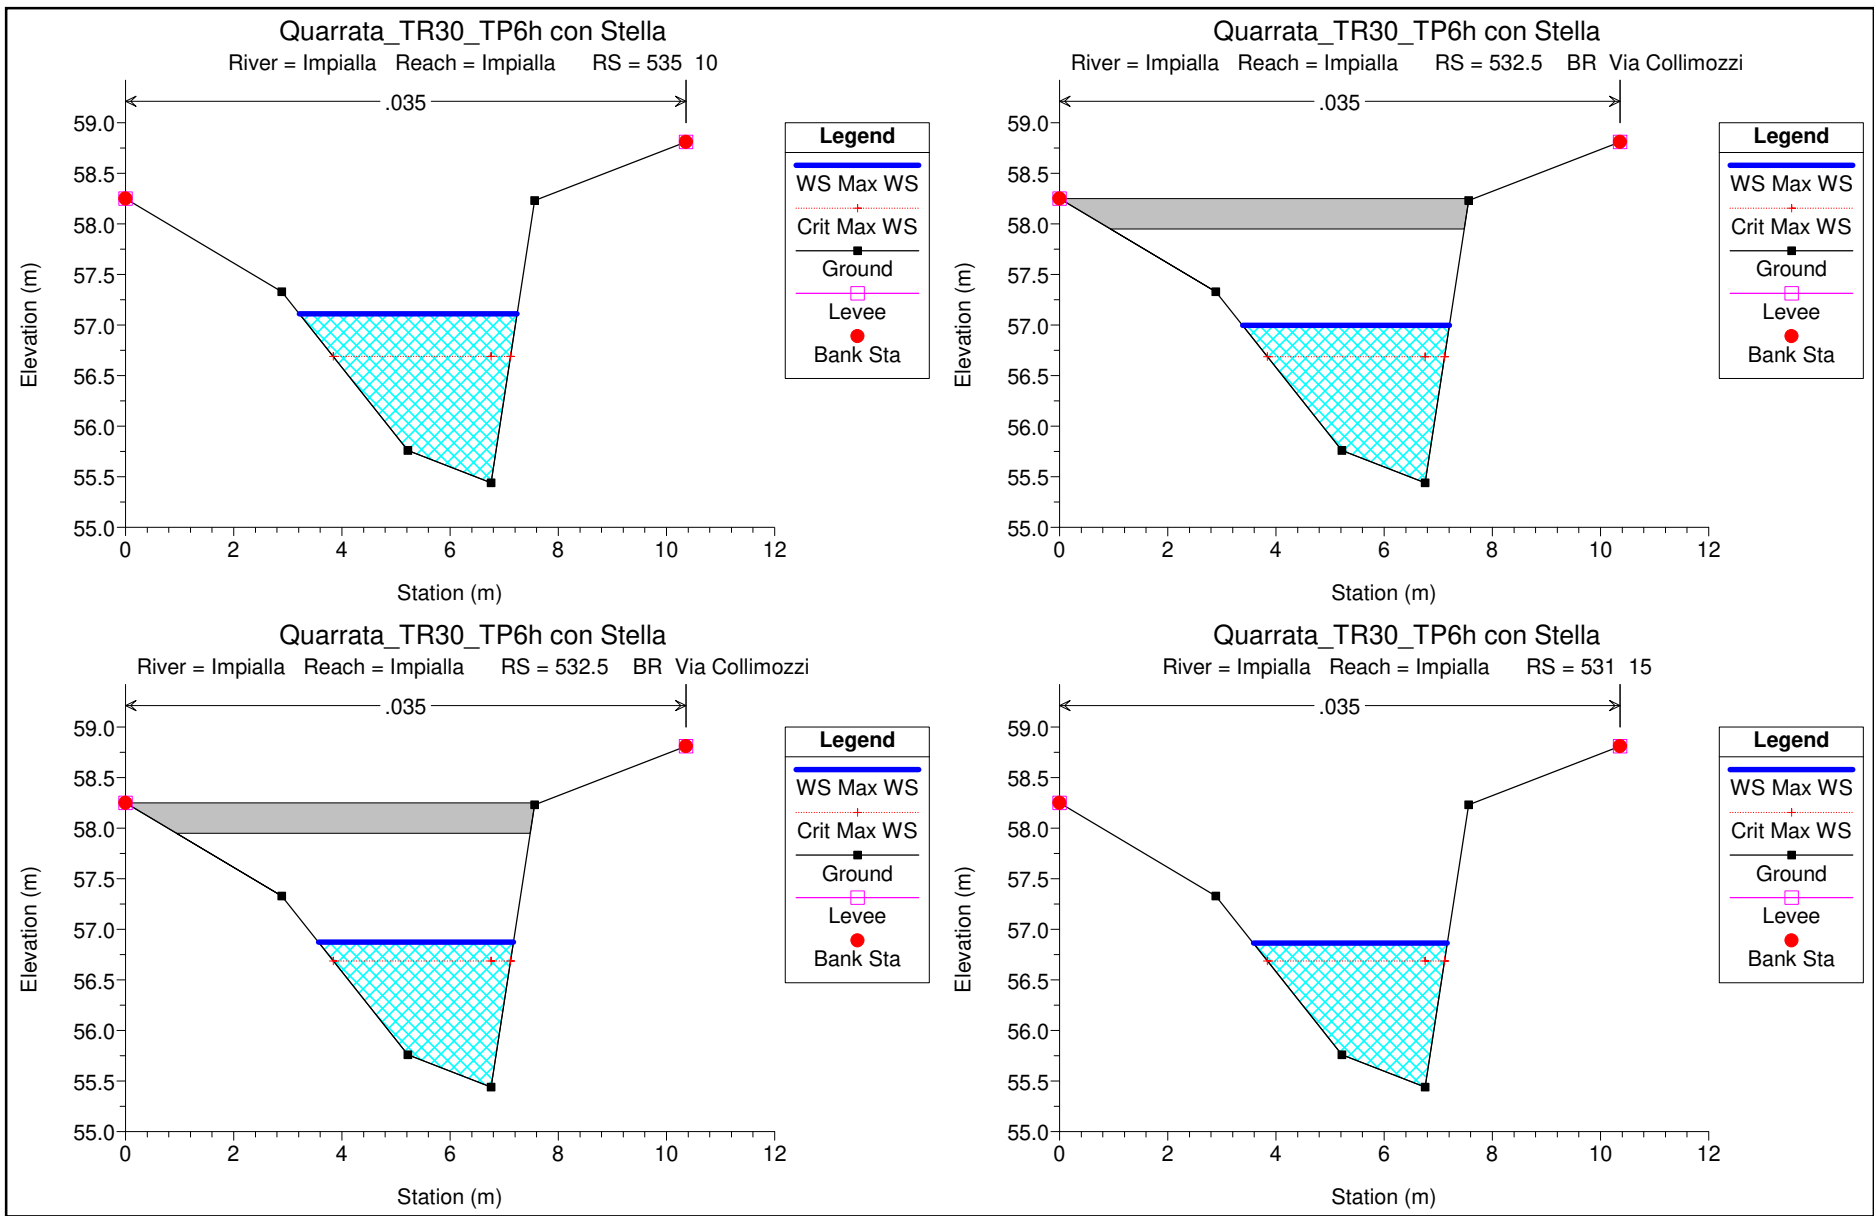 Quarrata_TR30_TP6h con Stella
River = Impialla Reach = Impialla RS = 535 10
.035
59.0
58.5
58.0
57.5
57.0
56.5
56.0
55.5
55.0
Elevation (m)
0 2 4 6 8 10 12
Station (m)
Legend
WS Max WS
Crit Max WS
Ground
Levee
Bank Sta
Quarrata_TR30_TP6h con Stella
River = Impialla Reach = Impialla RS = 532.5 BR Via Collimozzi
.035
59.0
58.5
58.0
57.5
57.0
56.5
56.0
55.5
55.0
Elevation (m)
0 2 4 6 8 10 12
Station (m)
Legend
WS Max WS
Crit Max WS
Ground
Levee
Bank Sta
Quarrata_TR30_TP6h con Stella
River = Impialla Reach = Impialla RS = 532.5 BR Via Collimozzi
.035
59.0
58.5
58.0
57.5
57.0
56.5
56.0
55.5
55.0
Elevation (m)
0 2 4 6 8 10 12
Station (m)
Legend
WS Max WS
Crit Max WS
Ground
Levee
Bank Sta
Quarrata_TR30_TP6h con Stella
River = Impialla Reach = Impialla RS = 531 15
.035
59.0
58.5
58.0
57.5
57.0
56.5
56.0
55.5
55.0
Elevation (m)
0 2 4 6 8 10 12
Station (m)
Legend
WS Max WS
Crit Max WS
Ground
Levee
Bank Sta